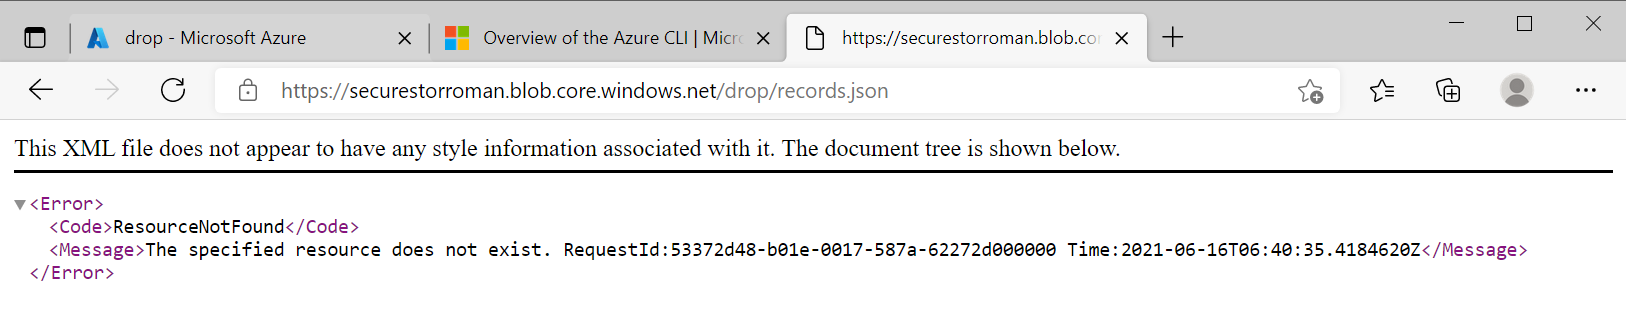 drop - Microsoft Azure
Overview of the Azure CLI | Micr
https://securestorroman.blob.co
https://securestorroman.blob.core.windows.net/drop/records.json
This XML file does not appear to have any style information associated with it. The document tree is shown below.
<Error>
<Code>ResourceNotFound</Code>
<Message>The specified resource does not exist. RequestId:53372d48-b01e-0017-587a-62272d000000 Time:2021-06-16T06:40:35.4184620Z</Message>
</Error>